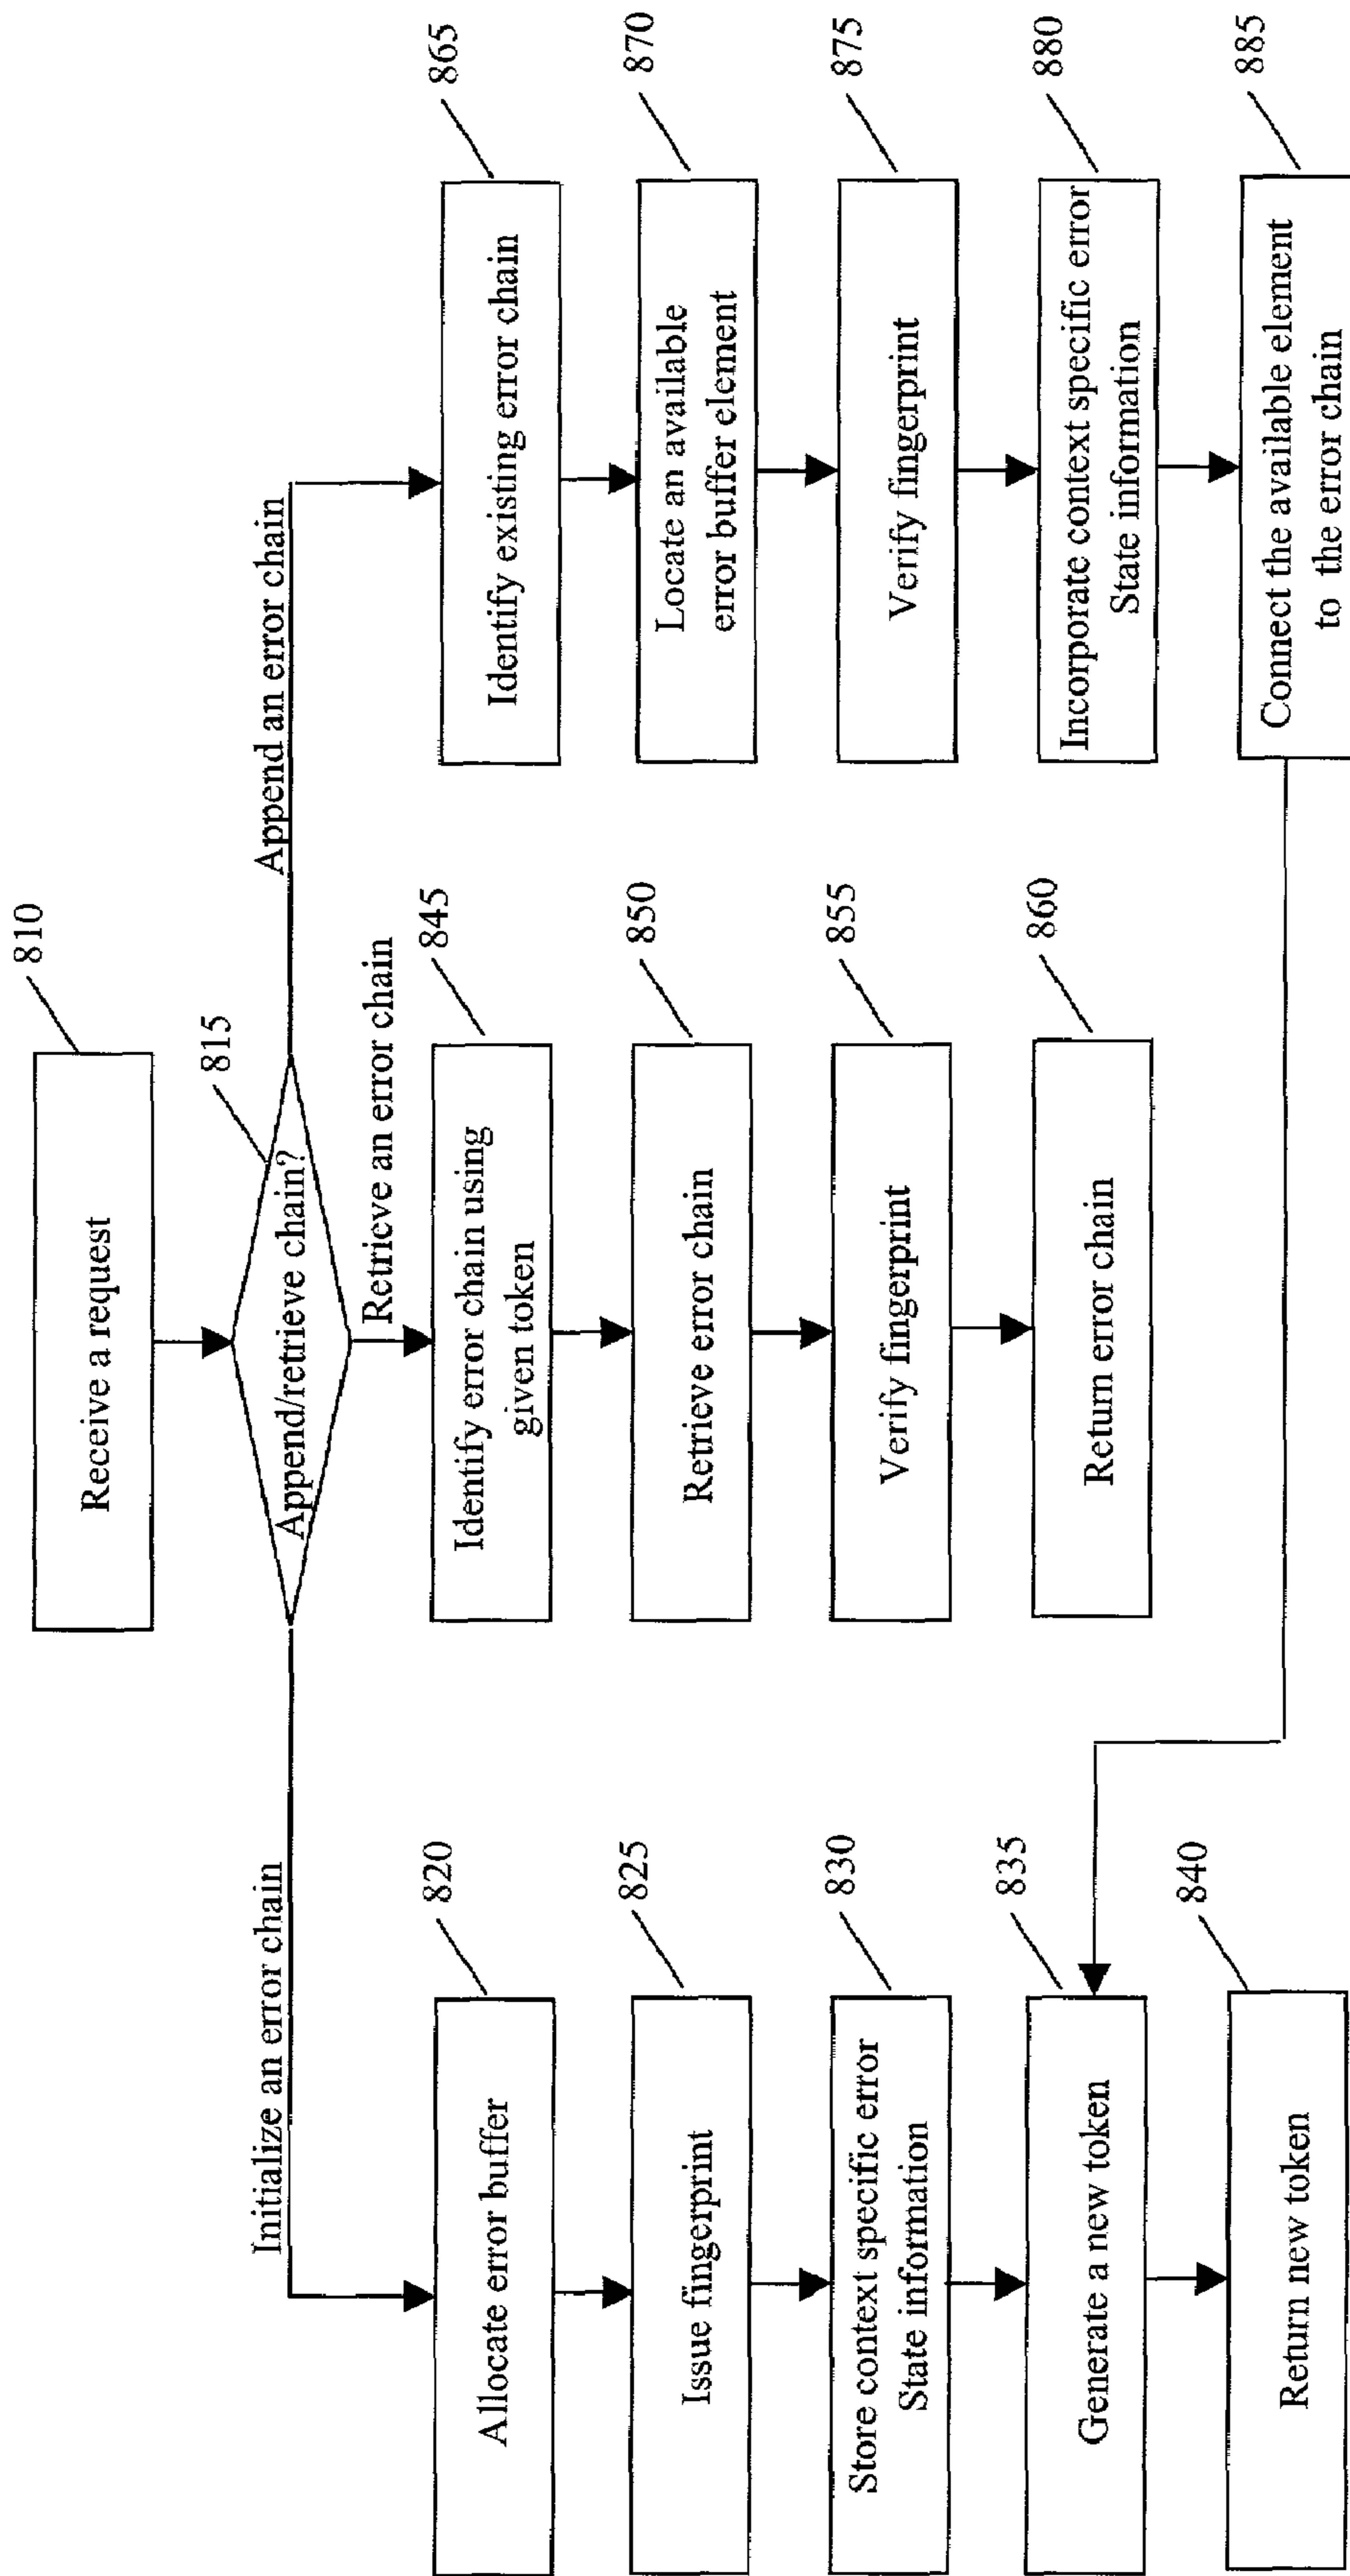 810
Receive a request
815
Append/retrieve chain?
Initialize an error chain
Retrieve an error chain
Append an error chain
820
Allocate error buffer
825
Issue fingerprint
830
Store context specific error
State information
835
Generate a new token
840
Return new token
845
Identify error chain using
given token
850
Retrieve error chain
855
Verify fingerprint
860
Return error chain
865
Identify existing error chain
870
Locate an available
error buffer element
875
Verify fingerprint
880
Incorporate context specific error
State information
885
Connect the available element
to the error chain